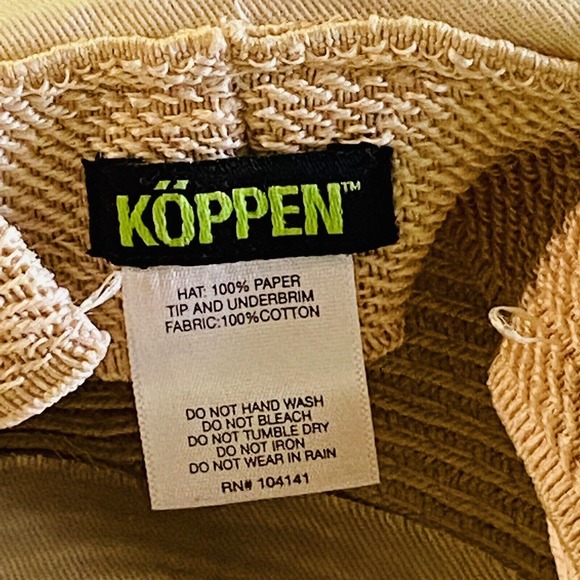 KÖPPEN™
HAT: 100% PAPER
TIP AND UNDERBRIM
FABRIC:100%COTTON
DO NOT HAND WASH
DO NOT BLEACH
DO NOT TUMBLE DRY
DO NOT IRON
DO NOT WEAR IN RAIN
RN# 104141